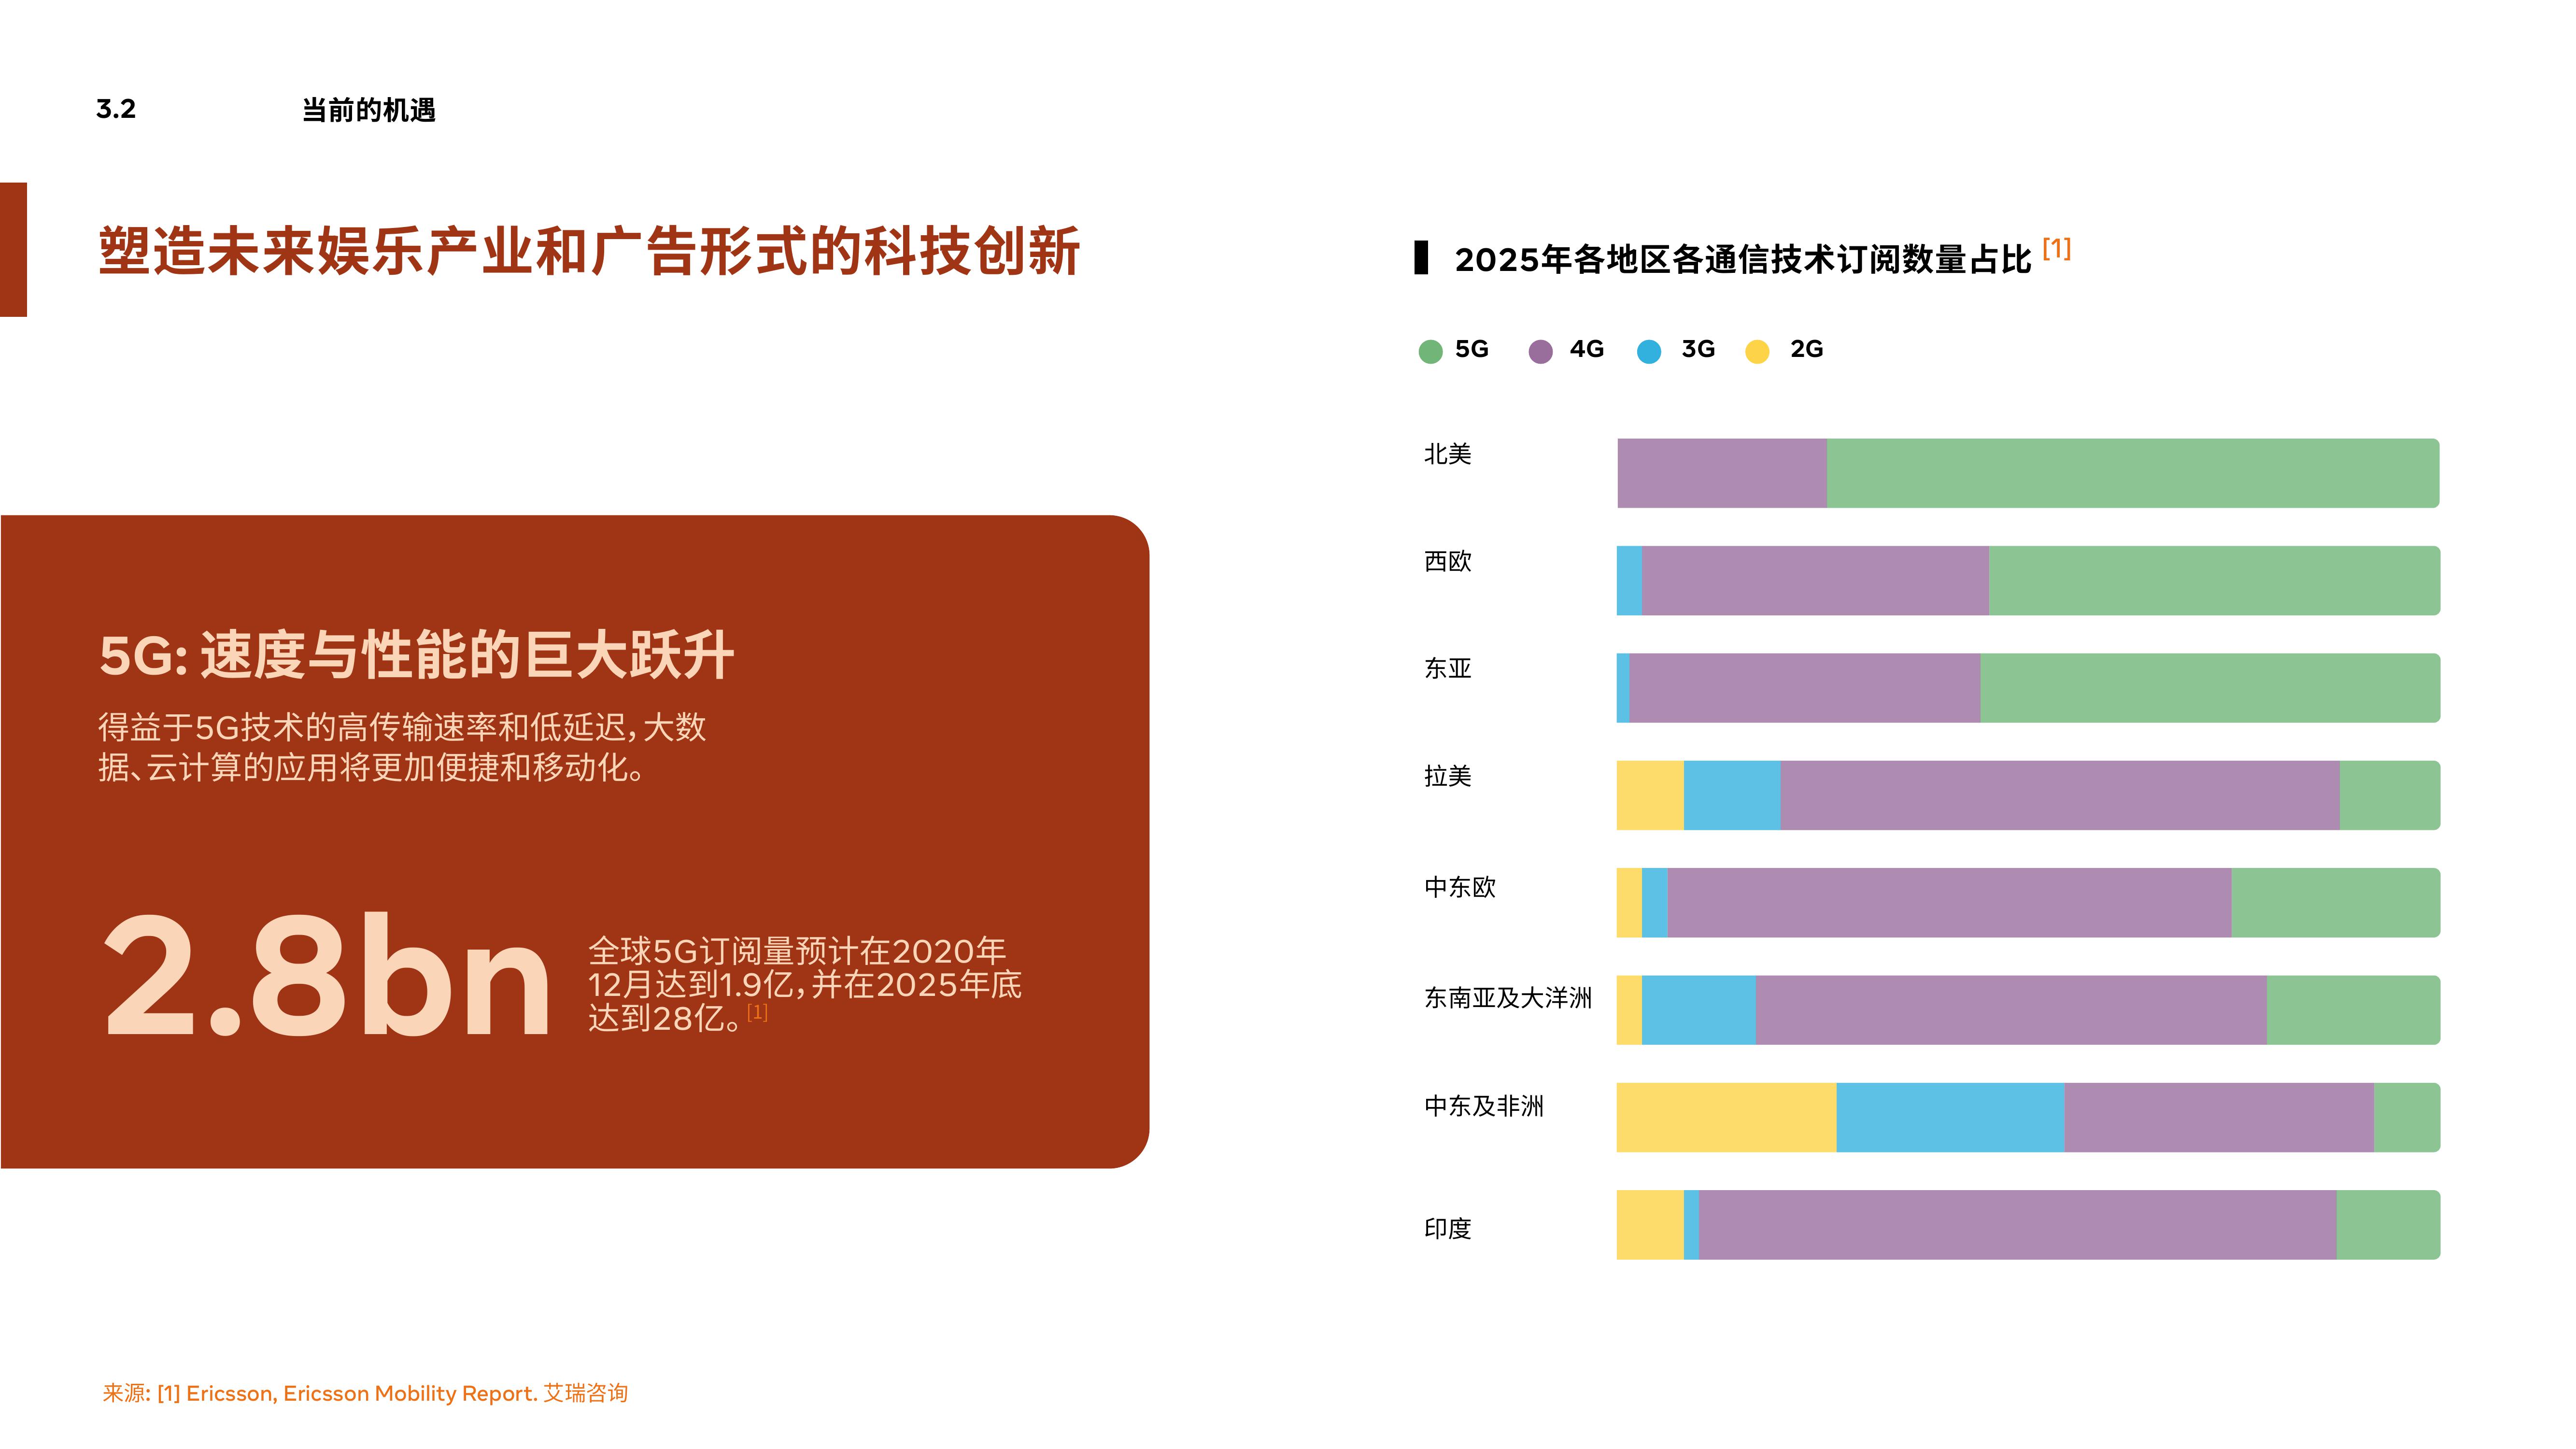 3.2 当前的机遇
塑造未来娱乐产业和广告形式的科技创新
5G: 速度与性能的巨大跃升
得益于5G技术的高传输速率和低延迟，大数
据、云计算的应用将更加便捷和移动化。
2.8bn
全球5G订阅量预计在2020年
12月达到1.9亿，并在2025年底
达到28亿。[1]
2025年各地区各通信技术订阅数量占比 [1]
5G 4G 3G 2G
北美
西欧
东亚
拉美
中东欧
东南亚及大洋洲
中东及非洲
印度
来源: [1] Ericsson, Ericsson Mobility Report. 艾瑞咨询